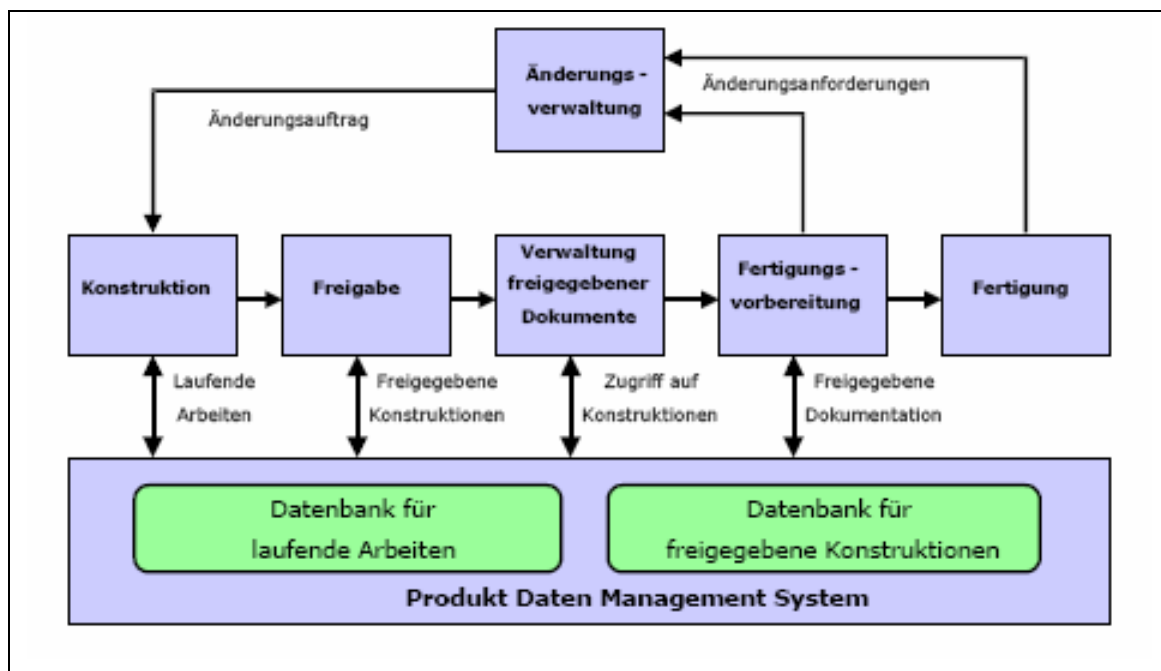 Änderungs -
verwaltung
Änderungsanforderungen
Änderungsauftrag
Konstruktion
Freigabe
Verwaltung
freigegebener
Dokumente
Fertigungs -
vorbereitung
Fertigung
Laufende
Arbeiten
Freigegebene
Konstruktionen
Zugriff auf
Konstruktionen
Freigegebene
Dokumentation
Datenbank für
laufende Arbeiten
Datenbank für
freigegebene Konstruktionen
Produkt Daten Management System